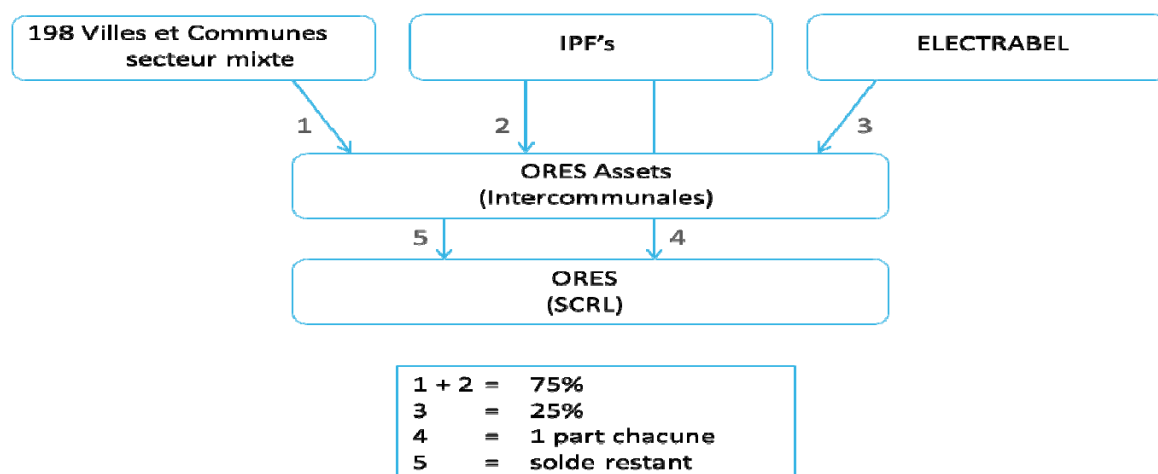 198 Villes et Communes
secteur mixte
IPF's
ELECTRABEL
1
2
3
ORES Assets
(Intercommunales)
5
4
ORES
(SCRL)
1 + 2 = 75%
3 = 25%
4 = 1 part chacune
5 = solde restant